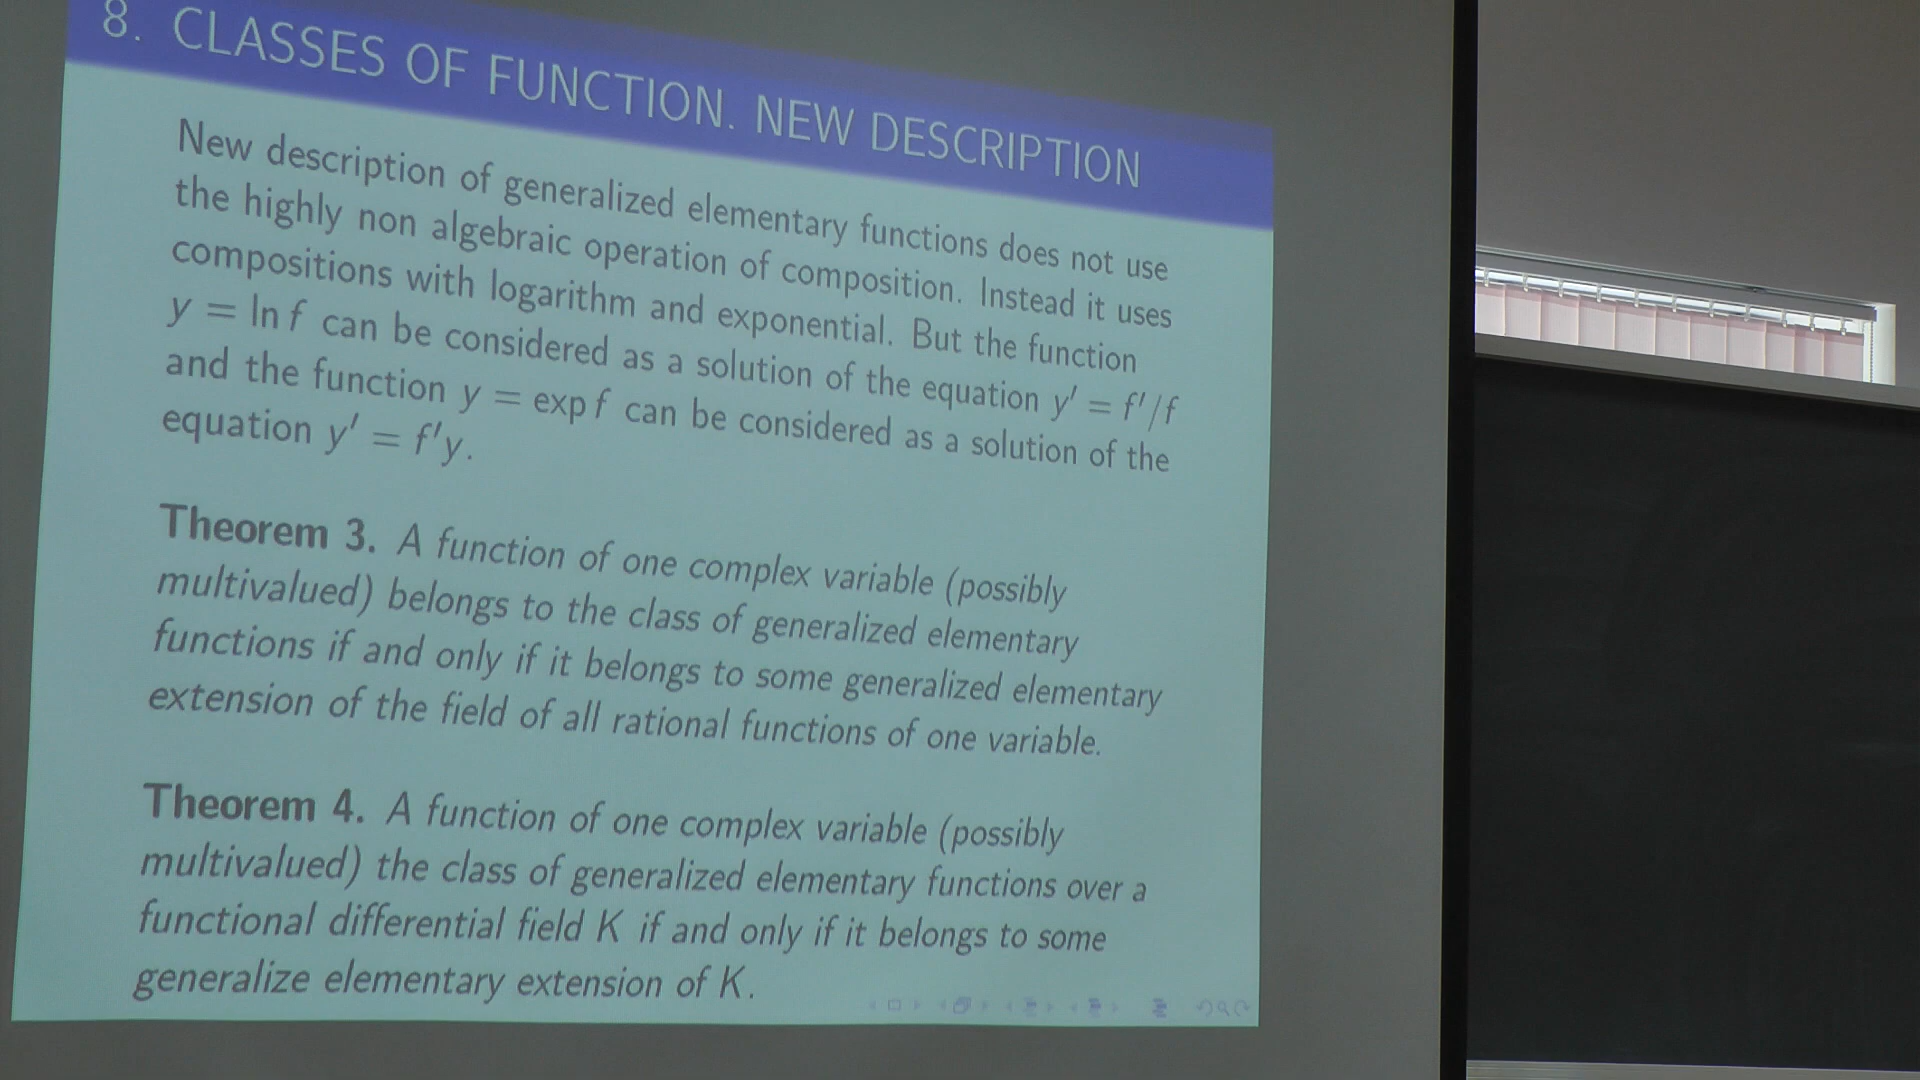 8. CLASSES OF FUNCTION. NEW DESCRIPTION
New description of generalized elementary functions does not use
the highly non algebraic operation of composition. Instead it uses
compositions with logarithm and exponential. But the function
y = ln f can be considered as a solution of the equation y′ = f′/f
and the function y = exp f can be considered as a solution of the
equation y′ = f′y.
Theorem 3. A function of one complex variable (possibly
multivalued) belongs to the class of generalized elementary
functions if and only if it belongs to some generalized elementary
extension of the field of all rational functions of one variable.
Theorem 4. A function of one complex variable (possibly
multivalued) the class of generalized elementary functions over a
functional differential field K if and only if it belongs to some
generalize elementary extension of K.